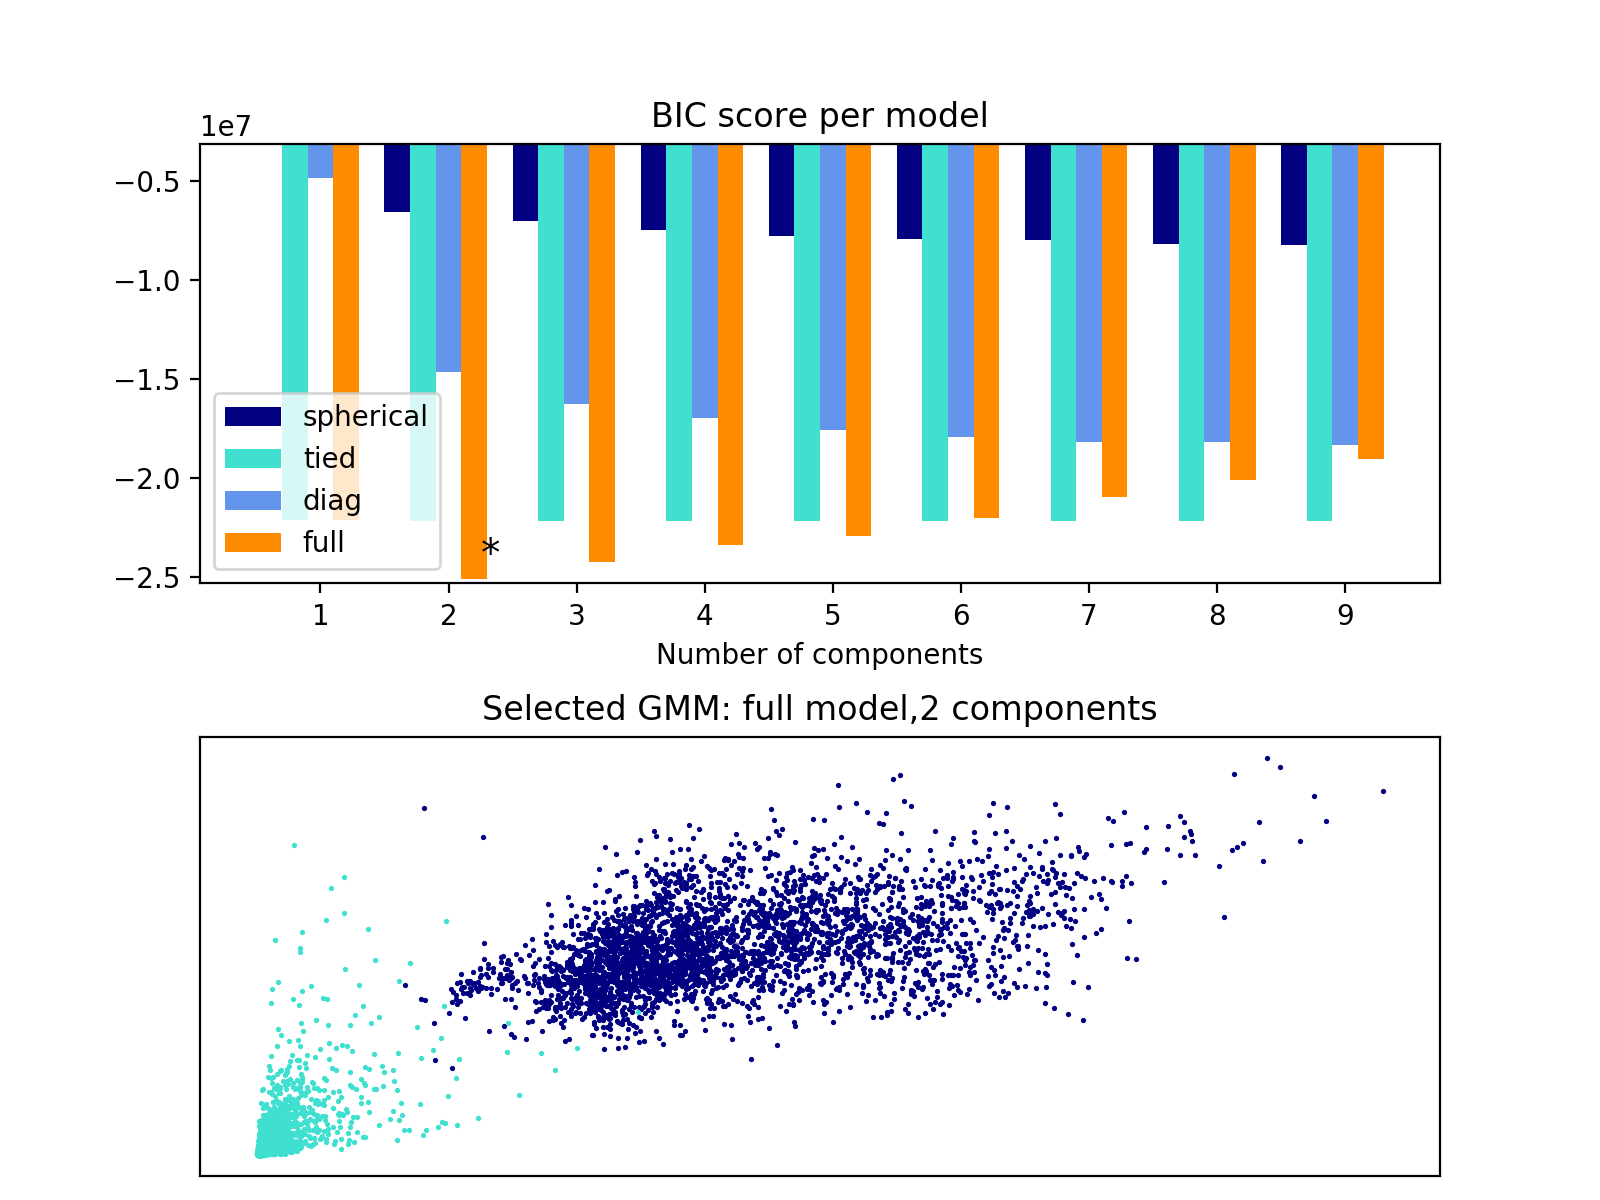 BIC score per model
1e7
−0.5
−1.0
−1.5
−2.0
−2.5
spherical
tied
diag
full
*
1 2 3 4 5 6 7 8 9
Number of components
Selected GMM: full model,2 components